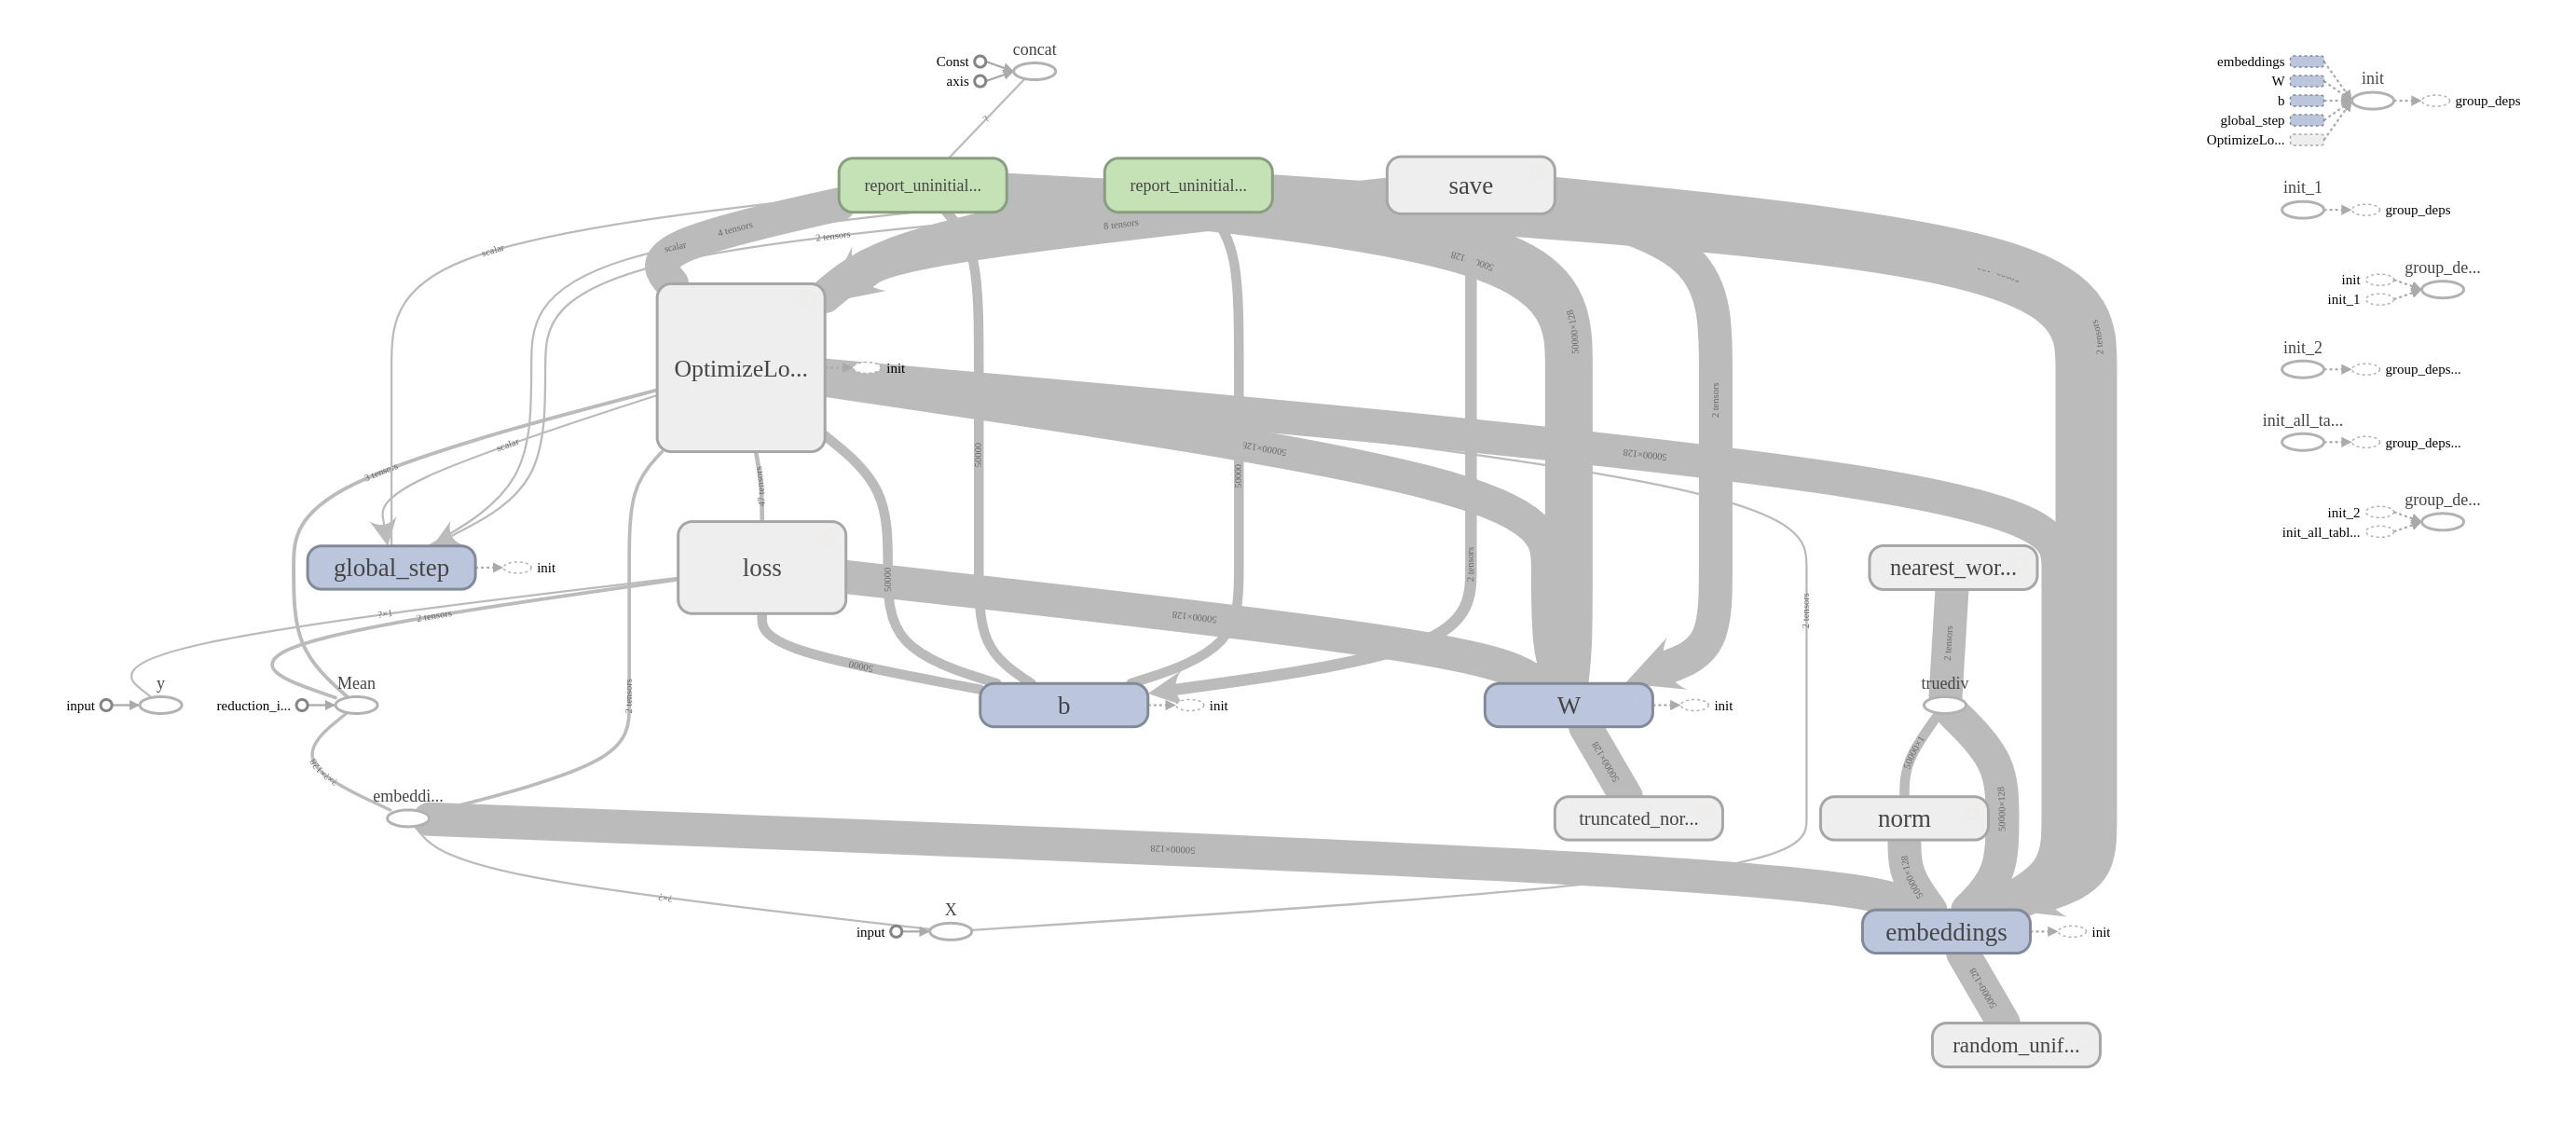 concat
Const
axis
?
report_uninitial...
report_uninitial...
save
scalar
scalar
4 tensors
2 tensors
8 tensors
50000×128
2 tensors
2 tensors
OptimizeLo...
init
scalar
3 tensors
4 tensors
50000
50000
50000×128
50000×128
50000
2 tensors
2 tensors
global_step
init
loss
nearest_wor...
?×1
2 tensors
50000×128
2 tensors
50000
y
input
Mean
reduction_i...
2 tensors
b
init
W
init
truediv
50000×128
50000×1
?×?×128
embeddi...
truncated_nor...
norm
50000×128
50000×128
50000×128
?×?
X
input
embeddings
init
50000×128
random_unif...
embeddings
W
b
global_step
OptimizeLo...
init
group_deps
init_1
group_deps
group_de...
init
init_1
init_2
group_deps...
init_all_ta...
group_deps...
group_de...
init_2
init_all_tabl...